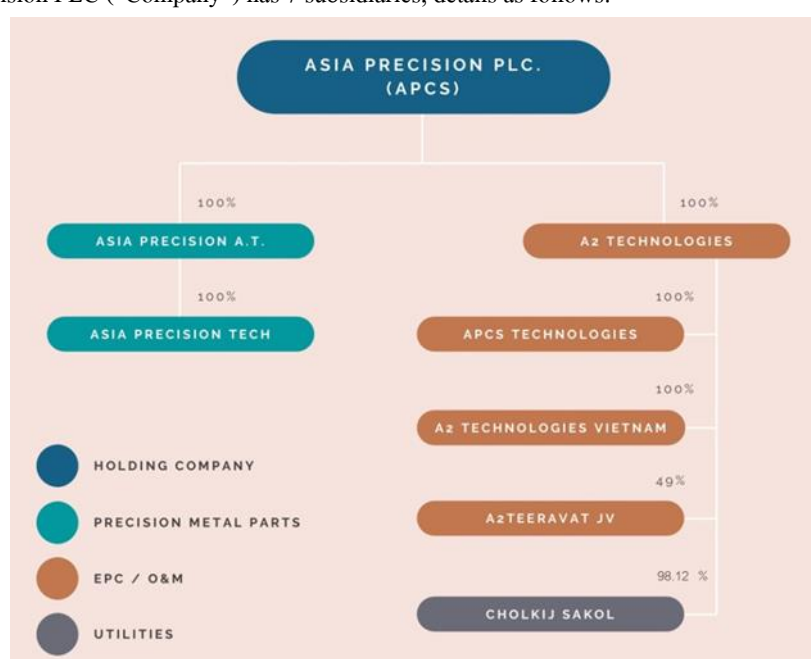 ASIA PRECISION PLC.
(APCS)
100%
100%
ASIA PRECISION A.T.
A2 TECHNOLOGIES
100%
100%
ASIA PRECISION TECH
APCS TECHNOLOGIES
100%
A2 TECHNOLOGIES VIETNAM
HOLDING COMPANY
49%
PRECISION METAL PARTS
A2TEERAVAT JV
EPC / O&M
98.12 %
CHOLKIJ SAKOL
UTILITIES